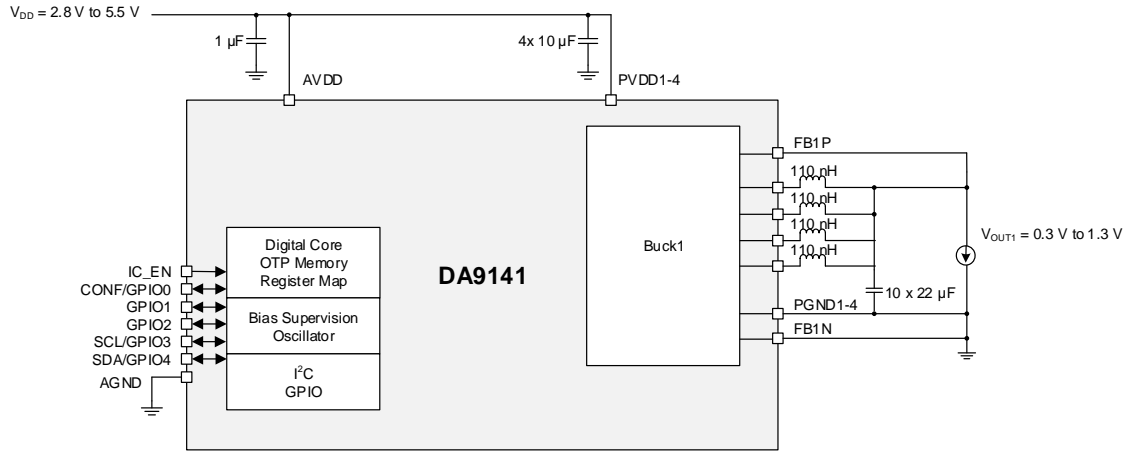 V_DD = 2.8 V to 5.5 V
1 µF
4x 10 µF
AVDD
PVDD1-4
FB1P
110 nH
110 nH
110 nH
110 nH
Buck1
V_OUT1 = 0.3 V to 1.3 V
Digital Core
OTP Memory
Register Map
DA9141
IC_EN
CONF/GPIO0
GPIO1
GPIO2
SCL/GPIO3
SDA/GPIO4
AGND
Bias Supervision
Oscillator
I²C
GPIO
10 x 22 µF
PGND1-4
FB1N